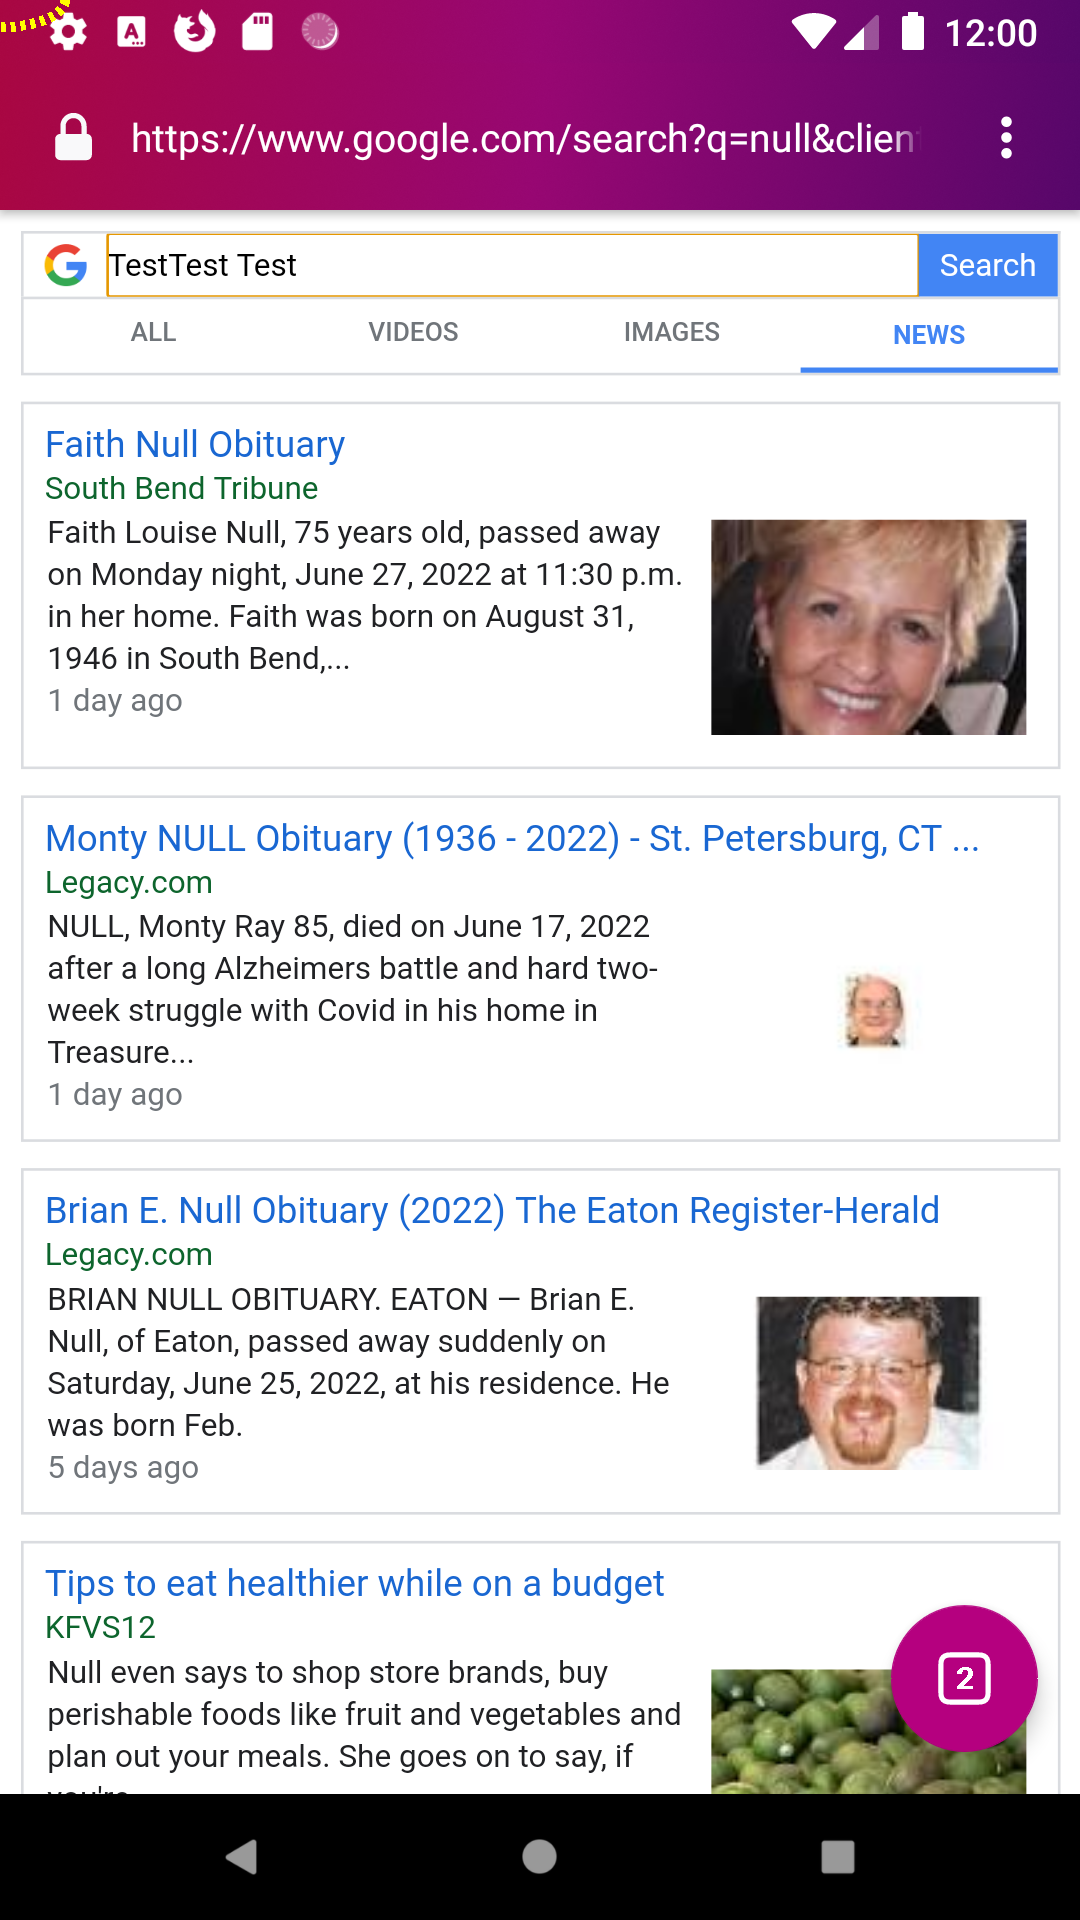 12:00
https://www.google.com/search?q=null&clien
TestTest Test
Search
ALL VIDEOS IMAGES NEWS
Faith Null Obituary
South Bend Tribune
Faith Louise Null, 75 years old, passed away
on Monday night, June 27, 2022 at 11:30 p.m.
in her home. Faith was born on August 31,
1946 in South Bend,...
1 day ago
Monty NULL Obituary (1936 - 2022) - St. Petersburg, CT ...
Legacy.com
NULL, Monty Ray 85, died on June 17, 2022
after a long Alzheimers battle and hard two-
week struggle with Covid in his home in
Treasure...
1 day ago
Brian E. Null Obituary (2022) The Eaton Register-Herald
Legacy.com
BRIAN NULL OBITUARY. EATON — Brian E.
Null, of Eaton, passed away suddenly on
Saturday, June 25, 2022, at his residence. He
was born Feb.
5 days ago
Tips to eat healthier while on a budget
KFVS12
Null even says to shop store brands, buy
perishable foods like fruit and vegetables and
plan out your meals. She goes on to say, if
2